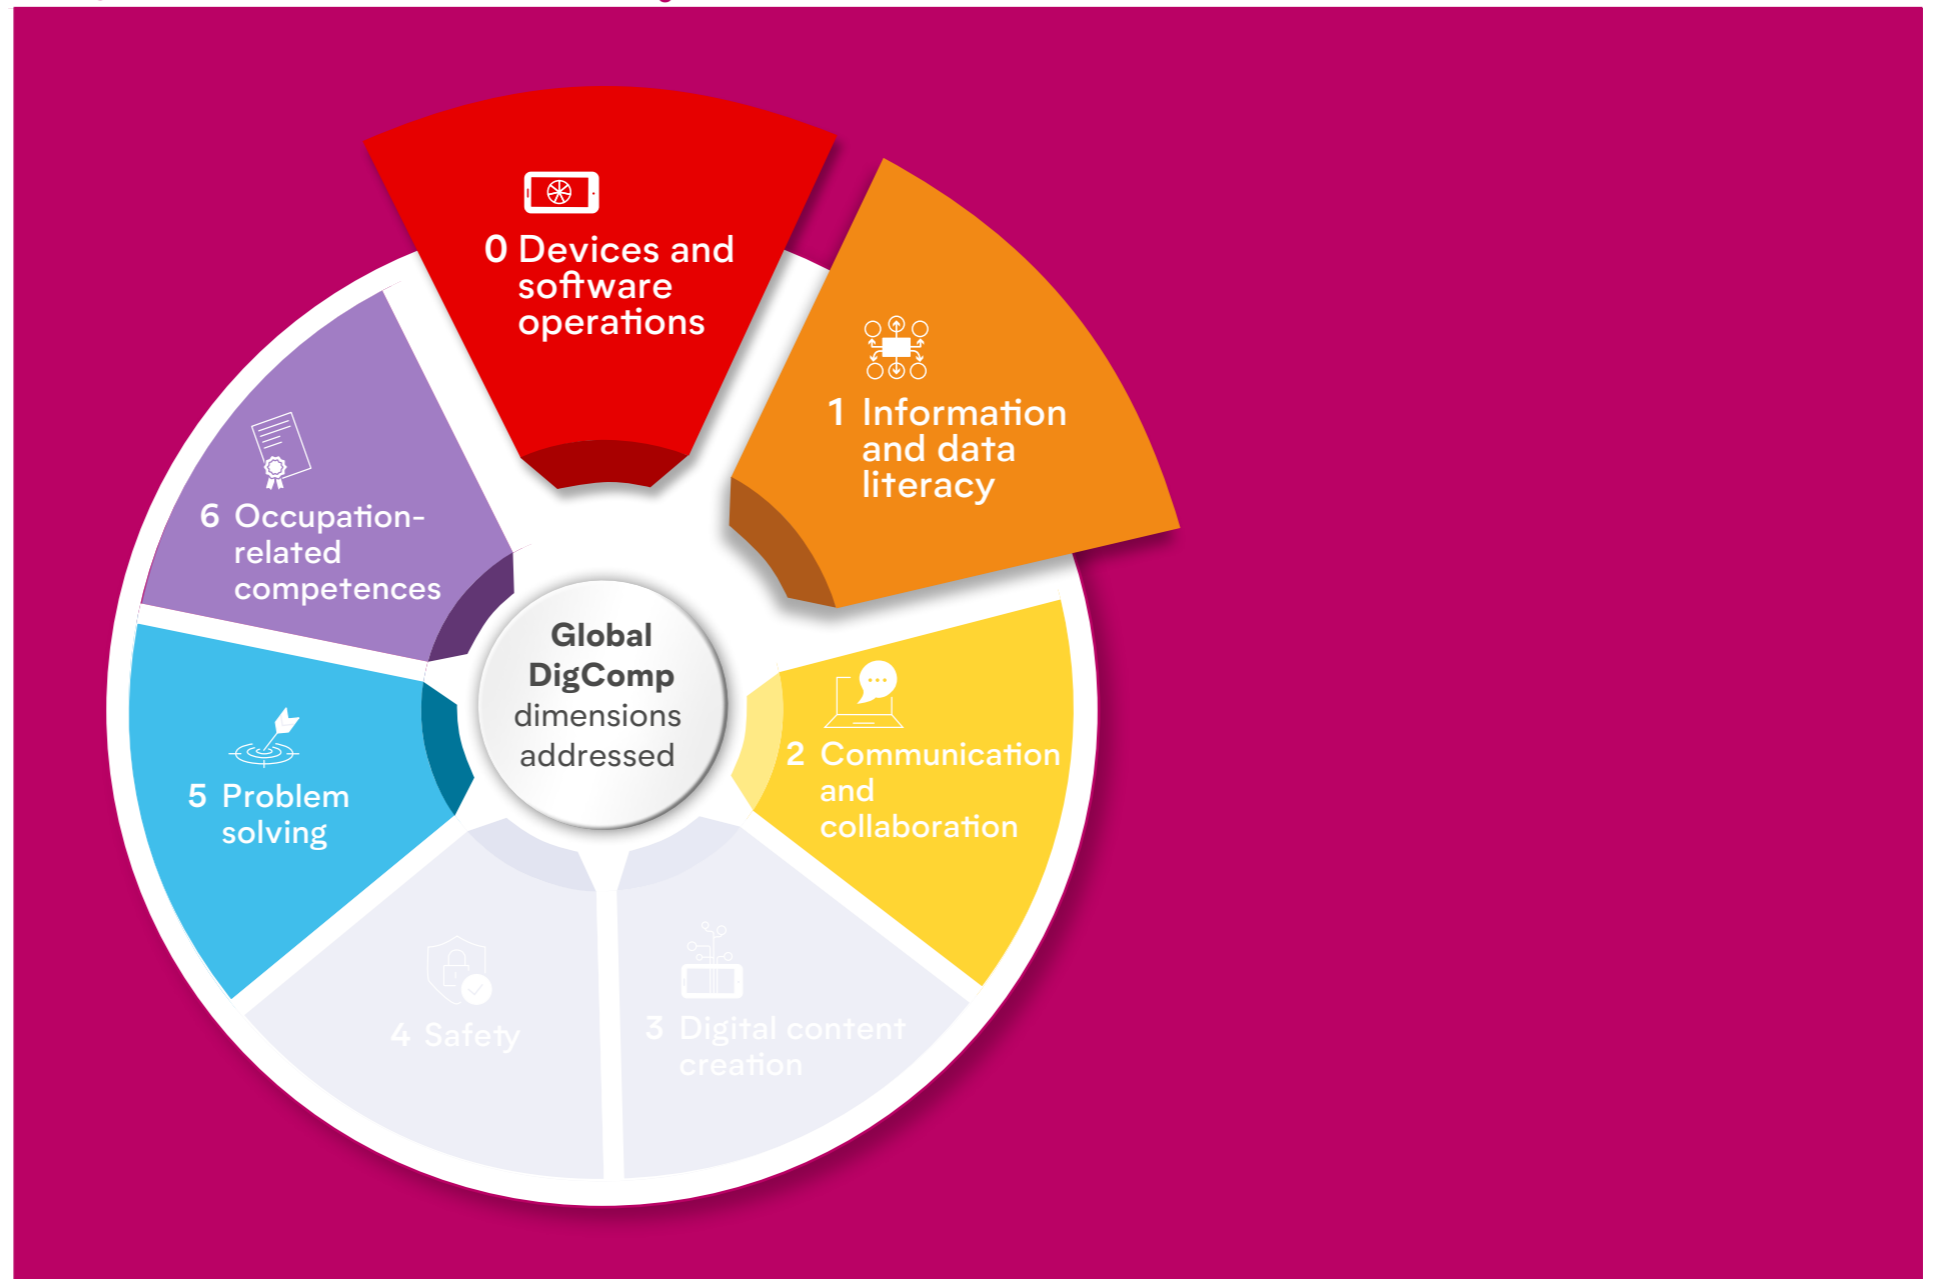 0 Devices and
software
operations
1 Information
and data
literacy
2 Communication
and
collaboration
3 Digital content
creation
4 Safety
5 Problem
solving
6 Occupation-
related
competences
Global
DigComp
dimensions
addressed